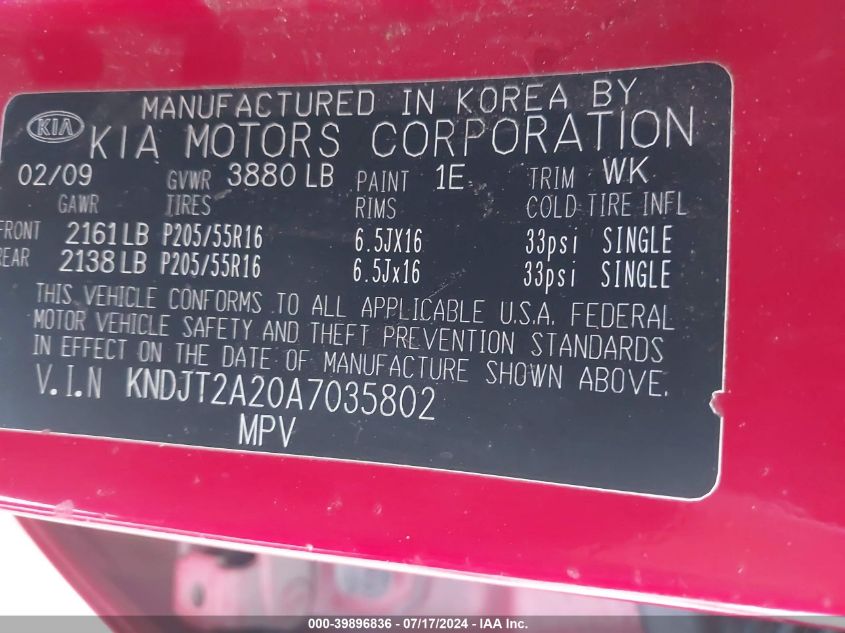 MANUFACTURED IN KOREA BY
KIA KIA MOTORS CORPORATION
02/09 GVWR 3880 LB PAINT 1E TRIM WK
GAWR TIRES RIMS COLD TIRE INFL
FRONT 2161 LB P205/55R16 6.5JX16 33psi SINGLE
REAR 2138 LB P205/55R16 6.5Jx16 33psi SINGLE
THIS VEHICLE CONFORMS TO ALL APPLICABLE U.S.A. FEDERAL
MOTOR VEHICLE SAFETY AND THEFT PREVENTION STANDARDS
IN EFFECT ON THE DATE OF MANUFACTURE SHOWN ABOVE.
V.I.N KNDJT2A20A7035802
MPV
000-39896836 - 07/17/2024 - IAA Inc.